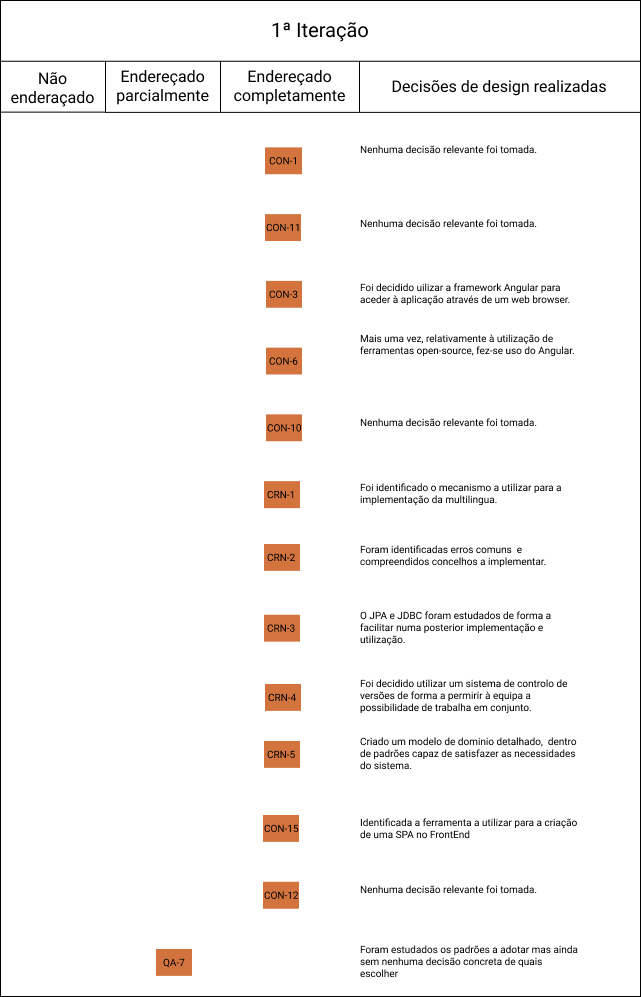 1ª Iteração
Não
enderaçado
Endereçado
parcialmente
Endereçado
completamente
Decisões de design realizadas
CON-1
Nenhuma decisão relevante foi tomada.
CON-11
Nenhuma decisão relevante foi tomada.
CON-3
Foi decidido uilizar a framework Angular para
aceder à aplicação através de um web browser.
CON-6
Mais uma vez, relativamente à utilização de
ferramentas open-source, fez-se uso do Angular.
CON-10
Nenhuma decisão relevante foi tomada.
CRN-1
Foi identificado o mecanismo a utilizar para a
implementação da multilingua.
CRN-2
Foram identificadas erros comuns  e
compreendidos concelhos a implementar.
CRN-3
O JPA e JDBC foram estudados de forma a
facilitar numa posterior implementação e
utilização.
CRN-4
Foi decidido utilizar um sistema de controlo de
versões de forma a permirir à equipa a
possibilidade de trabalha em conjunto.
CRN-5
Criado um modelo de dominio detalhado,  dentro
de padrões capaz de satisfazer as necessidades
do sistema.
CON-15
Identificada a ferramenta a utilizar para a criação
de uma SPA no FrontEnd
CON-12
Nenhuma decisão relevante foi tomada.
QA-7
Foram estudados os padrões a adotar mas ainda
sem nenhuma decisão concreta de quais
escolher